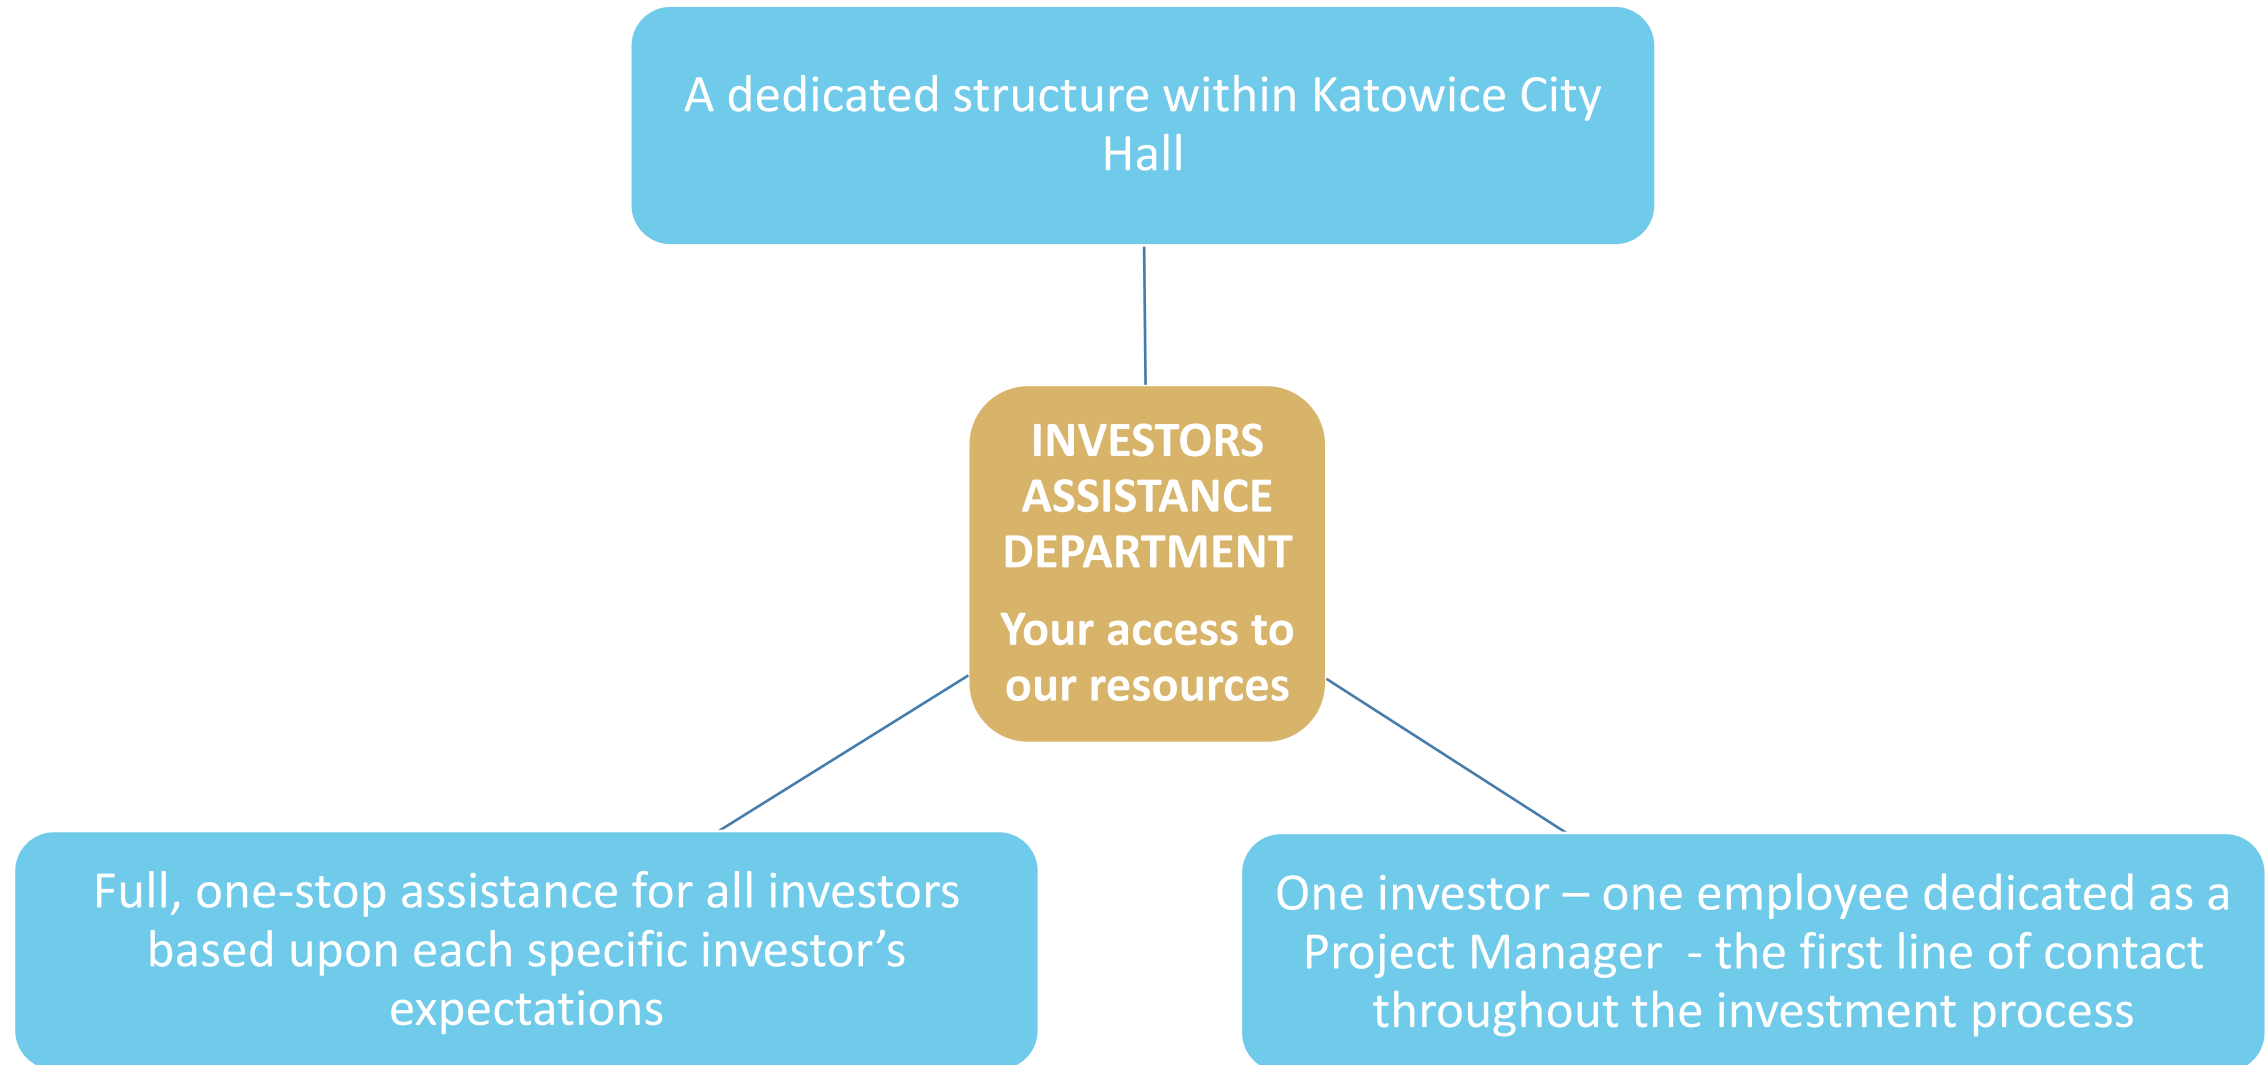 A dedicated structure within Katowice City
Hall
INVESTORS
ASSISTANCE
DEPARTMENT
Your access to
our resources
Full, one-stop assistance for all investors
based upon each specific investor’s
expectations
One investor – one employee dedicated as a
Project Manager  - the first line of contact
throughout the investment process